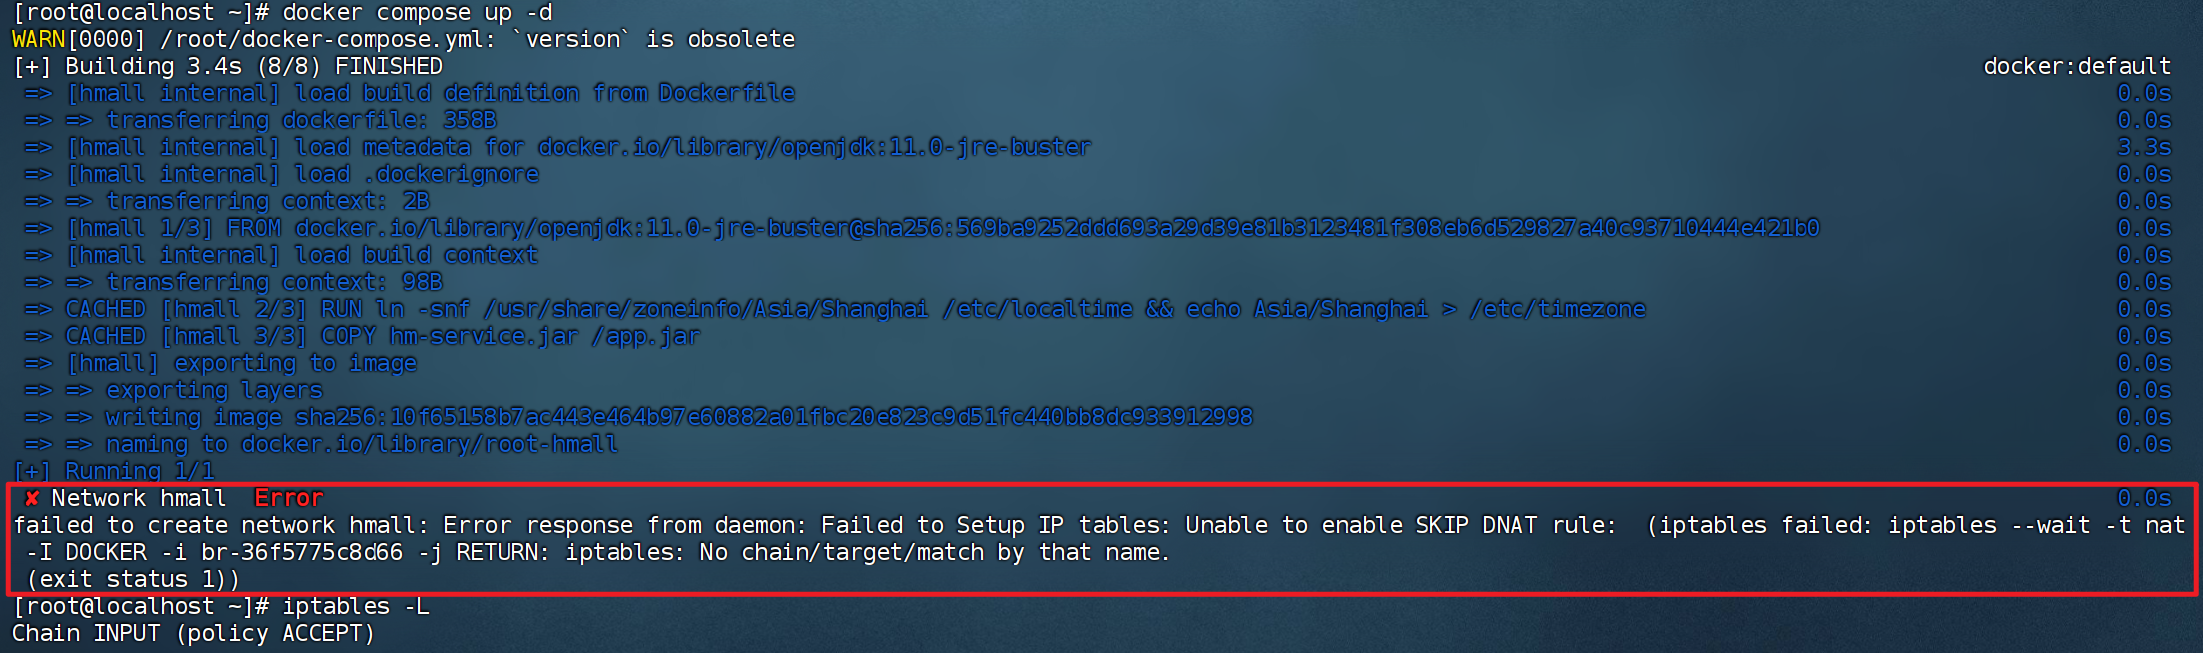 [root@localhost ~]# docker compose up -d
WARN[0000] /root/docker-compose.yml: `version` is obsolete
[+] Building 3.4s (8/8) FINISHED docker:default
=> [hmall internal] load build definition from Dockerfile 0.0s
=> => transferring dockerfile: 358B 0.0s
=> [hmall internal] load metadata for docker.io/library/openjdk:11.0-jre-buster 3.3s
=> [hmall internal] load .dockerignore 0.0s
=> => transferring context: 2B 0.0s
=> [hmall 1/3] FROM docker.io/library/openjdk:11.0-jre-buster@sha256:569ba9252ddd693a29d39e81b3123481f308eb6d529827a40c93710444e421b0 0.0s
=> [hmall internal] load build context 0.0s
=> => transferring context: 98B 0.0s
=> CACHED [hmall 2/3] RUN ln -snf /usr/share/zoneinfo/Asia/Shanghai /etc/localtime && echo Asia/Shanghai > /etc/timezone 0.0s
=> CACHED [hmall 3/3] COPY hm-service.jar /app.jar 0.0s
=> [hmall] exporting to image 0.0s
=> => exporting layers 0.0s
=> => writing image sha256:10f65158b7ac443e464b97e60882a01fbc20e823c9d51fc440bb8dc933912998 0.0s
=> => naming to docker.io/library/root-hmall 0.0s
[+] Running 1/1
✘ Network hmall Error 0.0s
failed to create network hmall: Error response from daemon: Failed to Setup IP tables: Unable to enable SKIP DNAT rule:  (iptables failed: iptables --wait -t nat
-I DOCKER -i br-36f5775c8d66 -j RETURN: iptables: No chain/target/match by that name.
(exit status 1))
[root@localhost ~]# iptables -L
Chain INPUT (policy ACCEPT)